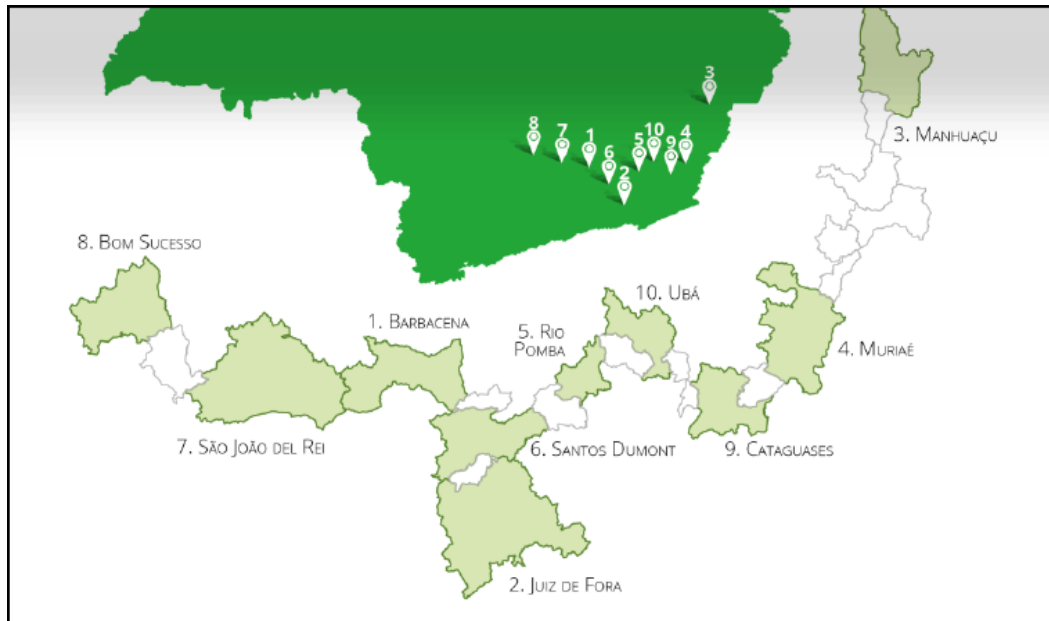 3
8
7
1
10
4
5
9
6
2
3. Manhuaçu
8. Bom Sucesso
10. Ubá
1. Barbacena
5. Rio
Pomba
4. Muriaé
7. São João del Rei
6. Santos Dumont
9. Cataguases
2. Juiz de Fora